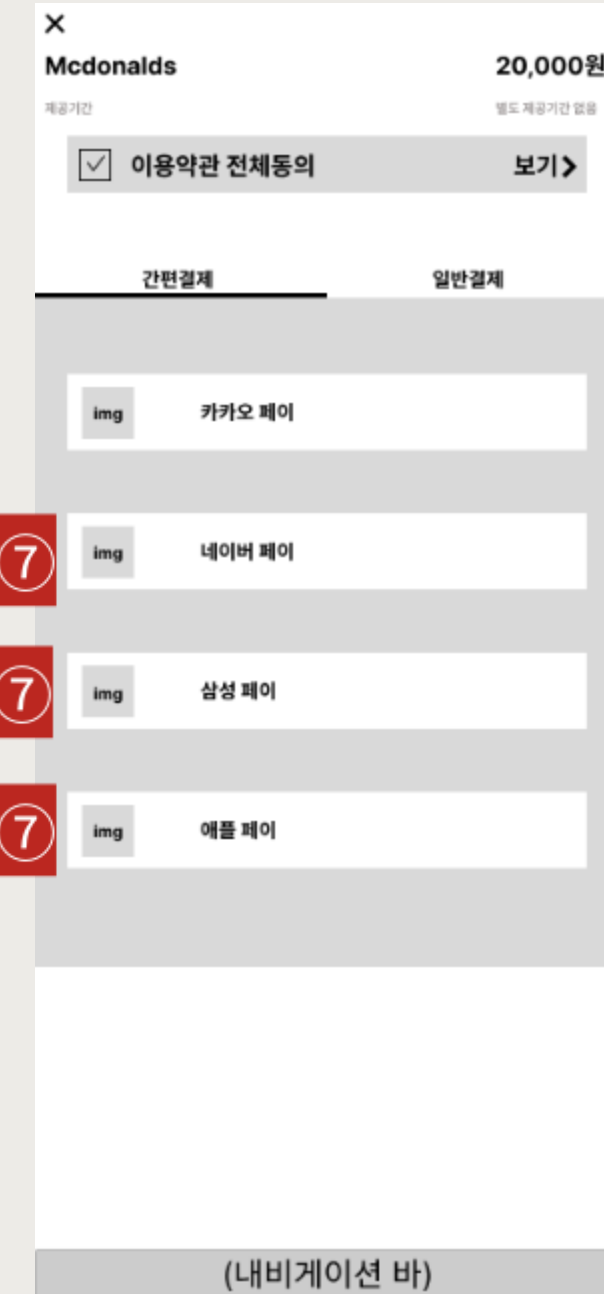 ×
Mcdonalds 20,000원
제공기간 별도 제공기간 없음
이용약관 전체동의 보기
간편결제 일반결제
img 카카오 페이
⑦ img 네이버 페이
⑦ img 삼성 페이
⑦ img 애플 페이
(내비게이션 바)